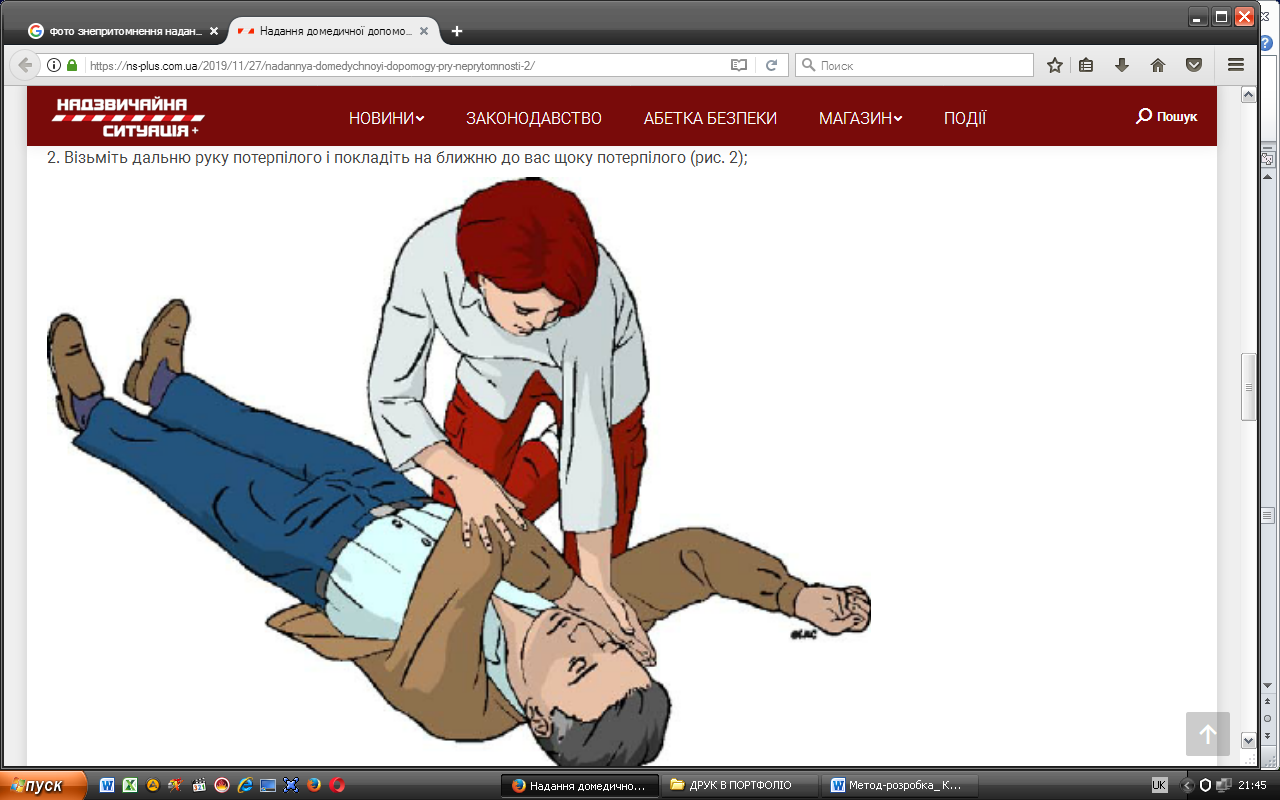 фото знепритомнення надан...
Надання домедичної допомо...
https://ns-plus.com.ua/2019/11/27/nadannya-domedychnoyi-dopomogy-pry-neprytomnosti-2/
Поиск
НАДЗВИЧАЙНА
СИТУАЦІЯ+
НОВИНИ
ЗАКОНОДАВСТВО
АБЕТКА БЕЗПЕКИ
МАГАЗИН
ПОДІЇ
Пошук
2. Візьміть дальню руку потерпілого і покладіть на ближню до вас щоку потерпілого (рис. 2);
пуск
Надання домедично...
ДРУК В ПОРТФОЛІО
Метод-розробка_ К...
UK
21:45